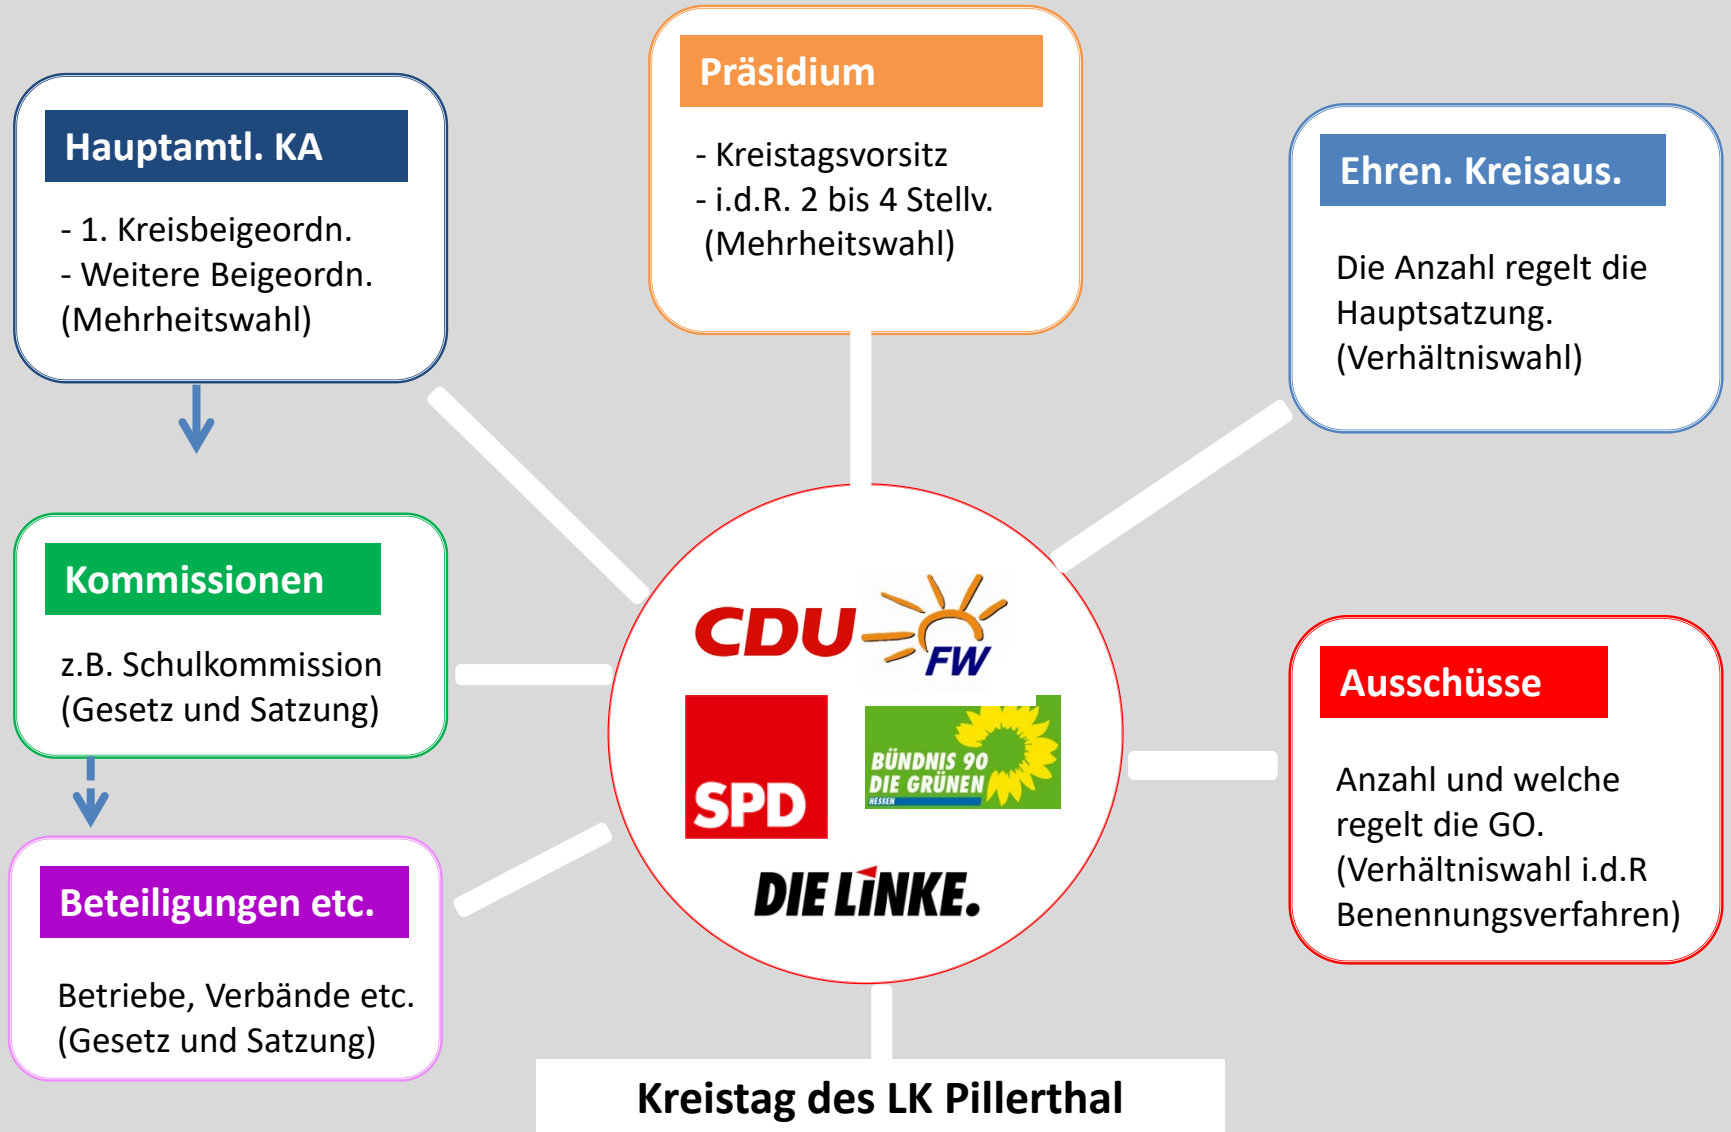 Präsidium
- Kreistagsvorsitz
- i.d.R. 2 bis 4 Stellv.
(Mehrheitswahl)
Hauptamtl. KA
- 1. Kreisbeigeordn.
- Weitere Beigeordn.
(Mehrheitswahl)
Ehren. Kreisaus.
Die Anzahl regelt die
Hauptsatzung.
(Verhältniswahl)
Kommissionen
z.B. Schulkommission
(Gesetz und Satzung)
CDU
FW
SPD
BÜNDNIS 90
DIE GRÜNEN
HESSEN
DIE LINKE.
Ausschüsse
Anzahl und welche
regelt die GO.
(Verhältniswahl i.d.R
Benennungsverfahren)
Beteiligungen etc.
Betriebe, Verbände etc.
(Gesetz und Satzung)
Kreistag des LK Pillerthal